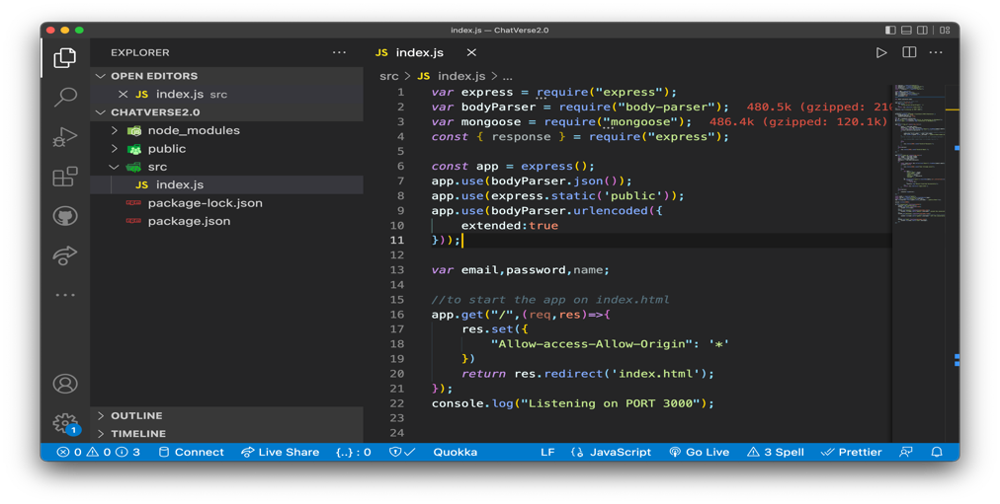 index.js — ChatVerse2.0
EXPLORER
OPEN EDITORS
JS index.js src
CHATVERSE2.0
node_modules
public
src
JS index.js
package-lock.json
package.json
OUTLINE
TIMELINE
JS index.js
src > JS index.js > ...
1 var express = require("express");
2 var bodyParser = require("body-parser"); 480.5k (gzipped: 210
3 var mongoose = require("mongoose"); 486.4k (gzipped: 120.1k)
4 const { response } = require("express");
5
6 const app = express();
7 app.use(bodyParser.json());
8 app.use(express.static('public'));
9 app.use(bodyParser.urlencoded({
10 extended:true
11 }));
12
13 var email,password,name;
14
15 //to start the app on index.html
16 app.get("/",(req,res)=>{
17 res.set({
18 "Allow-access-Allow-Origin": '*'
19 })
20 return res.redirect('index.html');
21 });
22 console.log("Listening on PORT 3000");
23
24
1
0 0 3 Connect Live Share {..} : 0 Quokka LF JavaScript Go Live 3 Spell Prettier